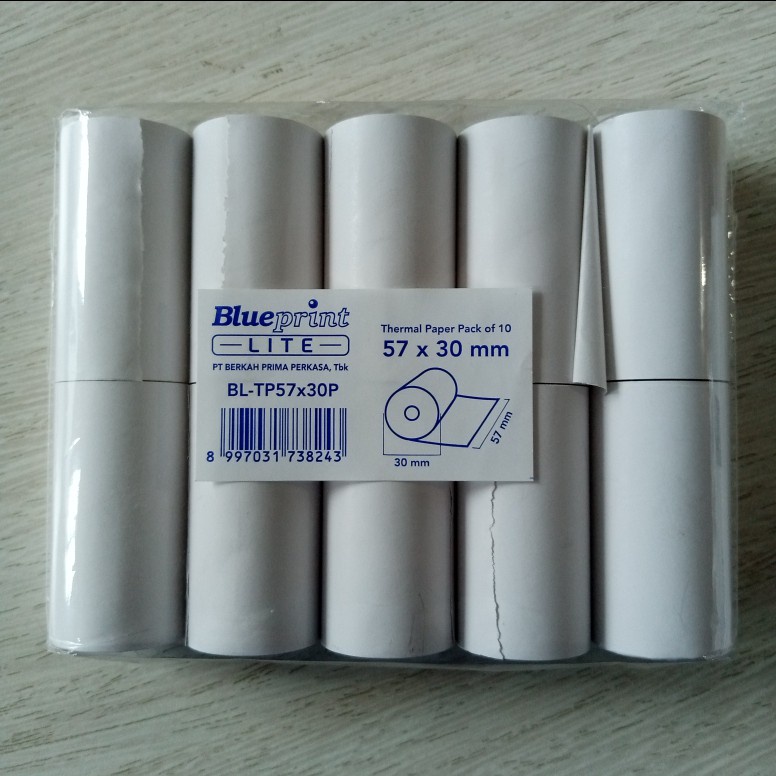 Blueprint
LITE
PT BERKAH PRIMA PERKASA, Tbk
BL-TP57x30P
8 997031 738243
Thermal Paper Pack of 10
57 x 30 mm
57 mm
30 mm